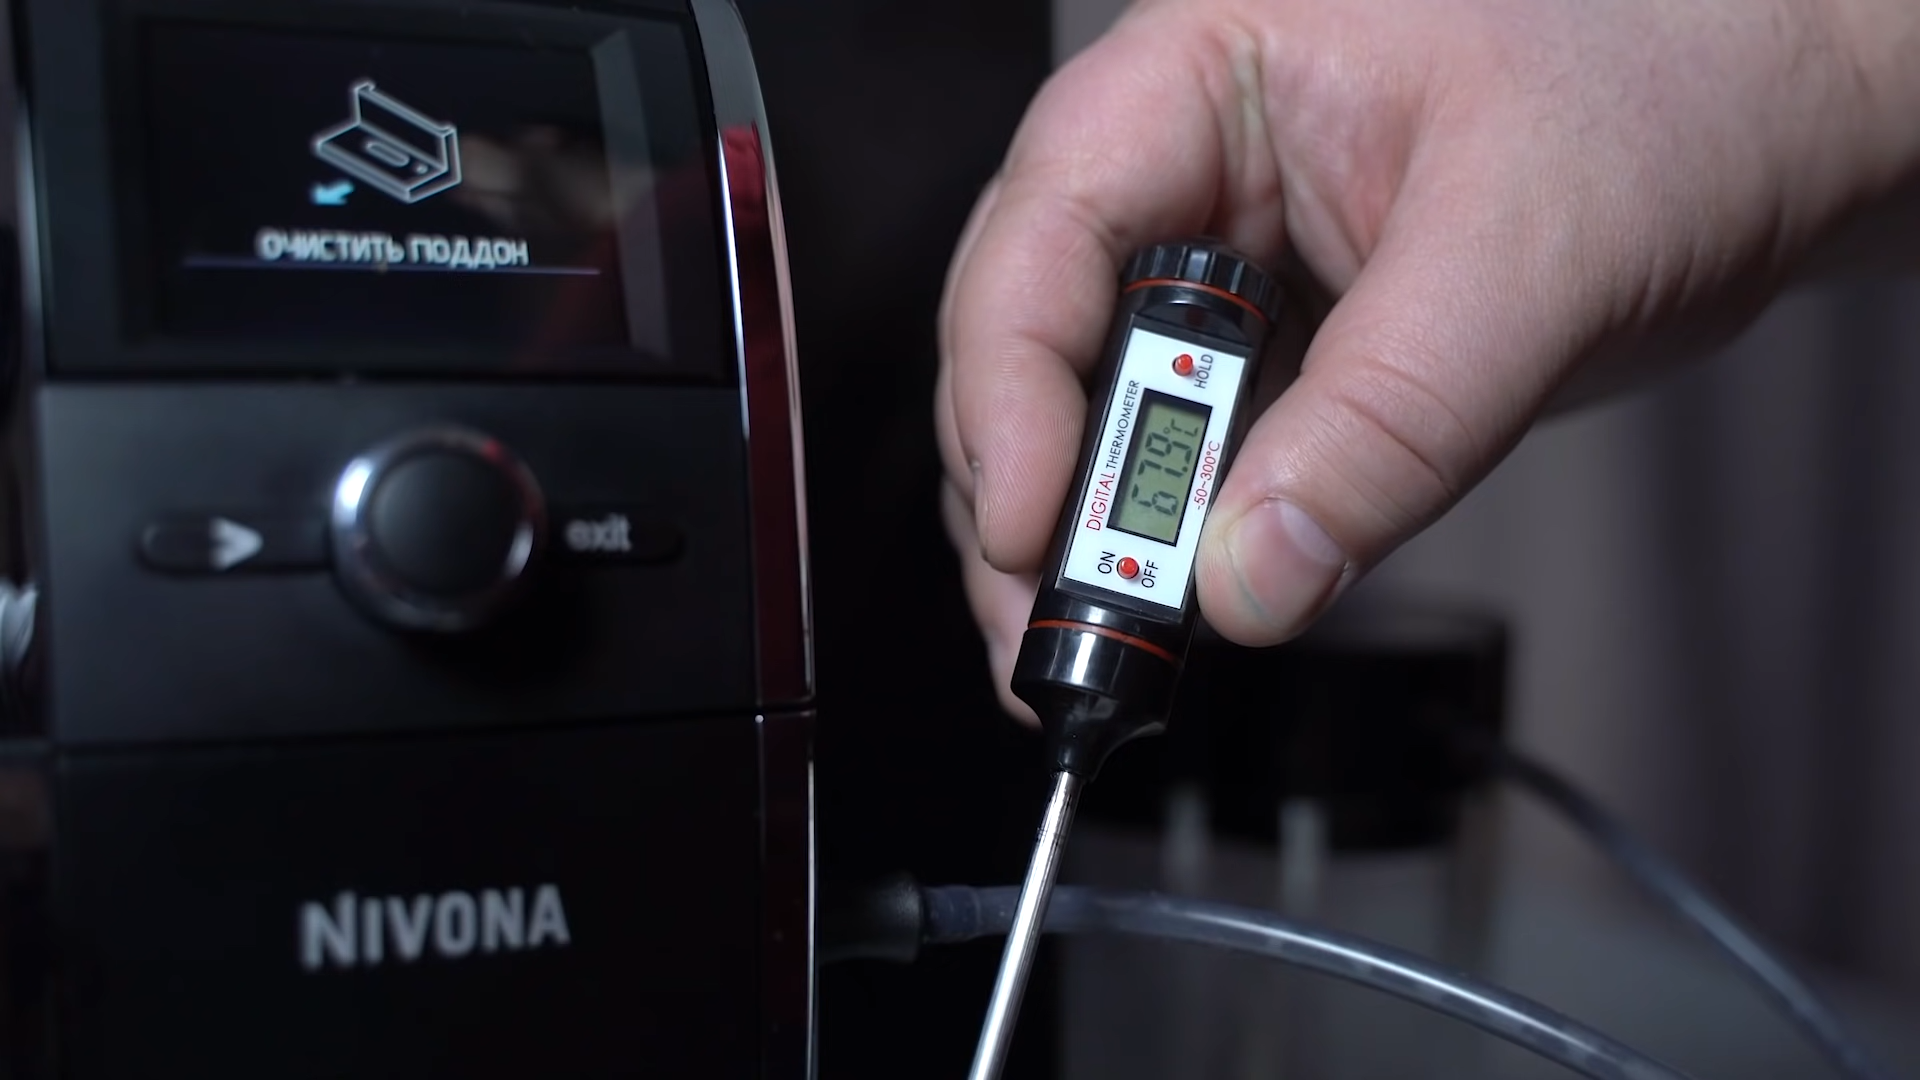 ОЧИСТИТЬ ПОДДОН
exit
NIVONA
HOLD
DIGITAL THERMOMETER
67.9°C
-50~300°C
ON
OFF